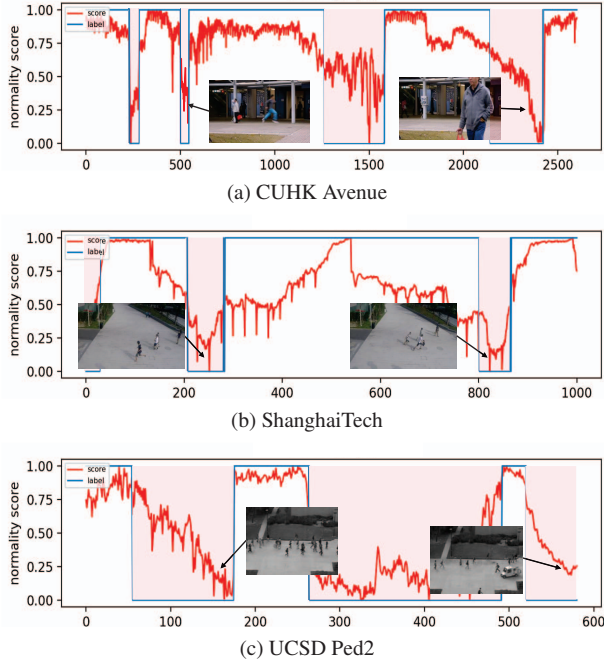 1.00
0.75
0.50
0.25
0.00
normality score
score
label
0 500 1000 1500 2000 2500
(a) CUHK Avenue
1.00
0.75
0.50
0.25
0.00
normality score
score
label
0 200 400 600 800 1000
(b) ShanghaiTech
1.00
0.75
0.50
0.25
0.00
normality score
score
label
0 100 200 300 400 500 600
(c) UCSD Ped2